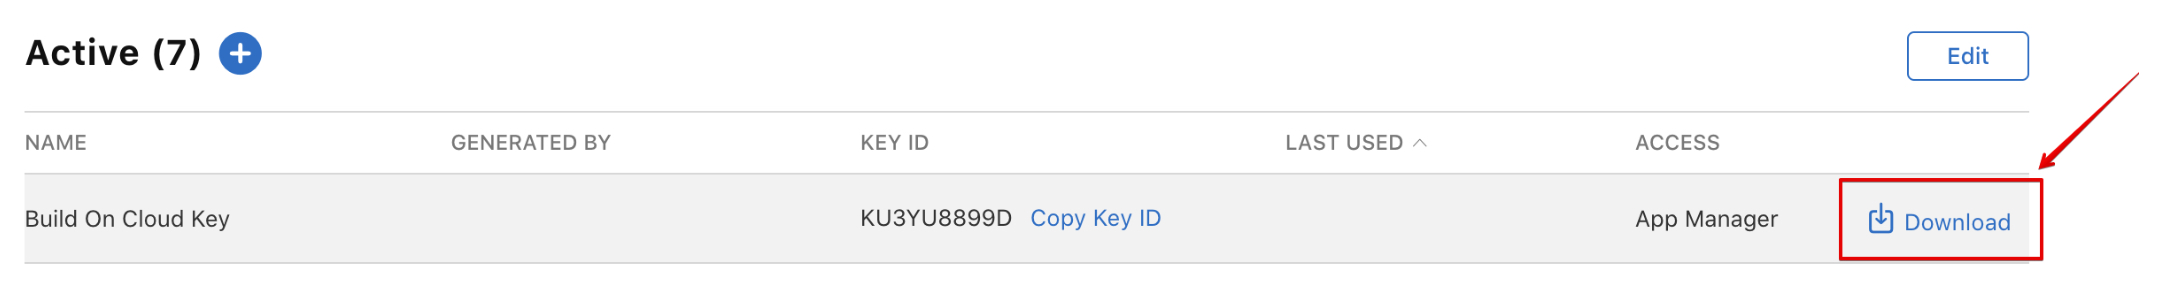 Active (7) +
Edit
NAME GENERATED BY KEY ID LAST USED ACCESS
Build On Cloud Key KU3YU8899D Copy Key ID App Manager Download